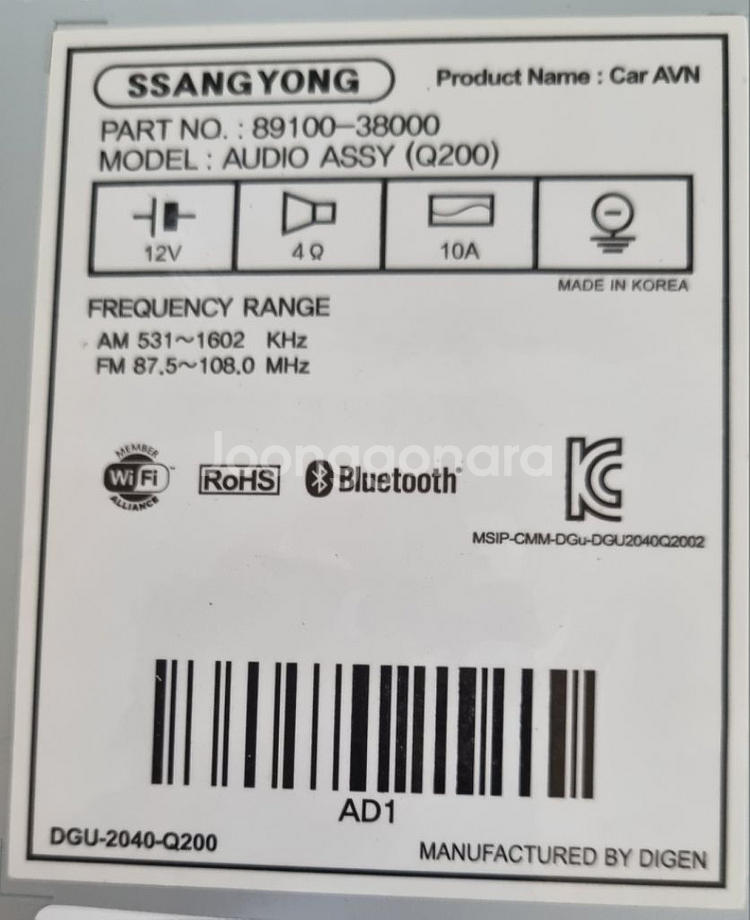 SSANGYONG
Product Name : Car AVN
PART NO. : 89100-38000
MODEL : AUDIO ASSY (Q200)
12V
4Ω
10A
MADE IN KOREA
FREQUENCY RANGE
AM 531~1602 KHz
FM 87.5~108.0 MHz
loonggonara
MEMBER
WiFi
ALLIANCE
RoHS
Bluetooth
KC
MSIP-CMM-DGu-DGU2040Q2002
AD1
DGU-2040-Q200
MANUFACTURED BY DIGEN